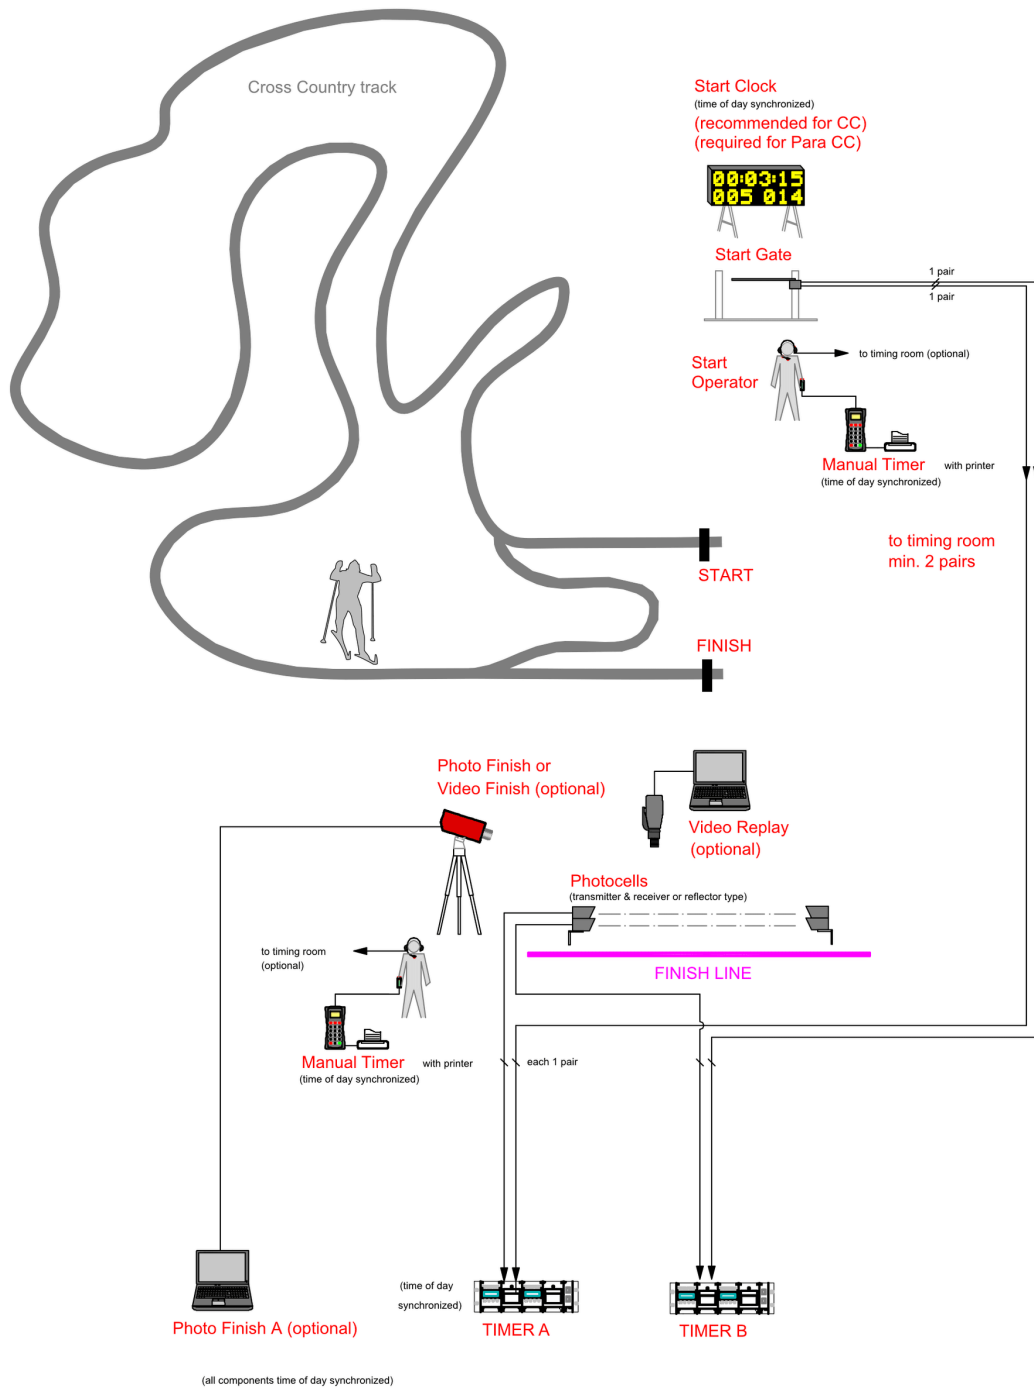 Cross Country track
Start Clock
(time of day synchronized)
(recommended for CC)
(required for Para CC)
00:03:15
005 014
Start Gate
1 pair
1 pair
Start
Operator
to timing room (optional)
Manual Timer with printer
(time of day synchronized)
to timing room
min. 2 pairs
START
FINISH
Photo Finish or
Video Finish (optional)
Video Replay
(optional)
Photocells
(transmitter & receiver or reflector type)
FINISH LINE
to timing room
(optional)
Manual Timer with printer
(time of day synchronized)
each 1 pair
(time of day
synchronized)
Photo Finish A (optional)
TIMER A
TIMER B
(all components time of day synchronized)